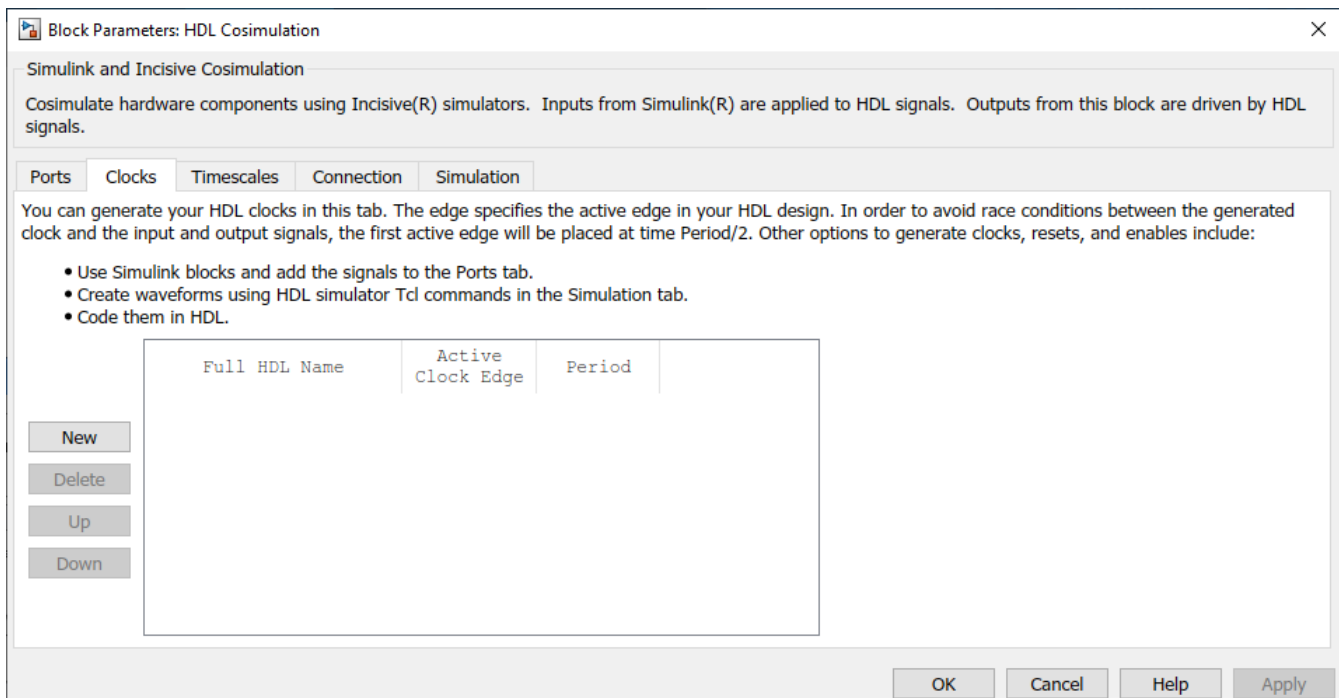 Block Parameters: HDL Cosimulation
Simulink and Incisive Cosimulation
Cosimulate hardware components using Incisive(R) simulators.  Inputs from Simulink(R) are applied to HDL signals.  Outputs from this block are driven by HDL
signals.
Ports Clocks Timescales Connection Simulation
You can generate your HDL clocks in this tab. The edge specifies the active edge in your HDL design. In order to avoid race conditions between the generated
clock and the input and output signals, the first active edge will be placed at time Period/2. Other options to generate clocks, resets, and enables include:
• Use Simulink blocks and add the signals to the Ports tab.
• Create waveforms using HDL simulator Tcl commands in the Simulation tab.
• Code them in HDL.
Full HDL Name
Active
Clock Edge
Period
New
Delete
Up
Down
OK Cancel Help Apply